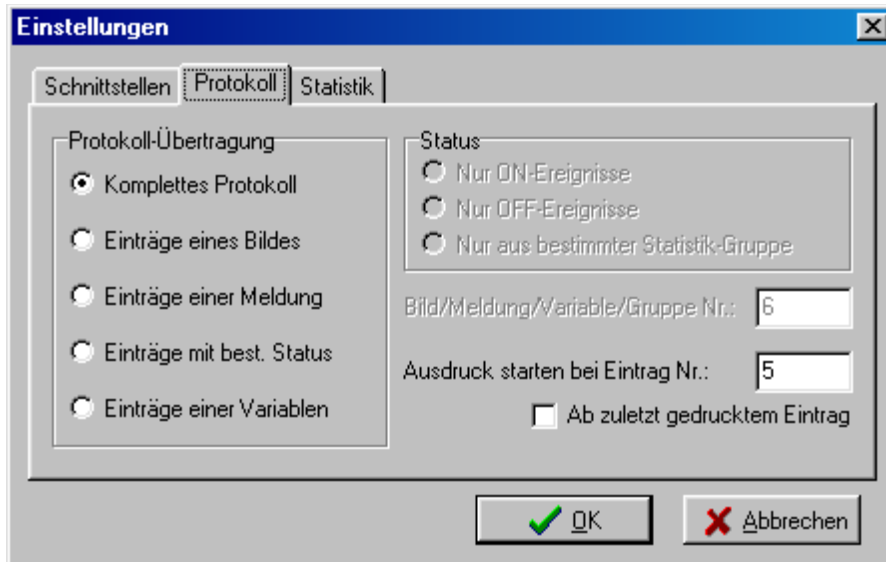 Einstellungen
Schnittstellen Protokoll Statistik
Protokoll-Übertragung
Komplettes Protokoll
Einträge eines Bildes
Einträge einer Meldung
Einträge mit best. Status
Einträge einer Variablen
Status
Nur ON-Ereignisse
Nur OFF-Ereignisse
Nur aus bestimmter Statistik-Gruppe
Bild/Meldung/Variable/Gruppe Nr.: 6
Ausdruck starten bei Eintrag Nr.: 5
Ab zuletzt gedrucktem Eintrag
OK Abbrechen